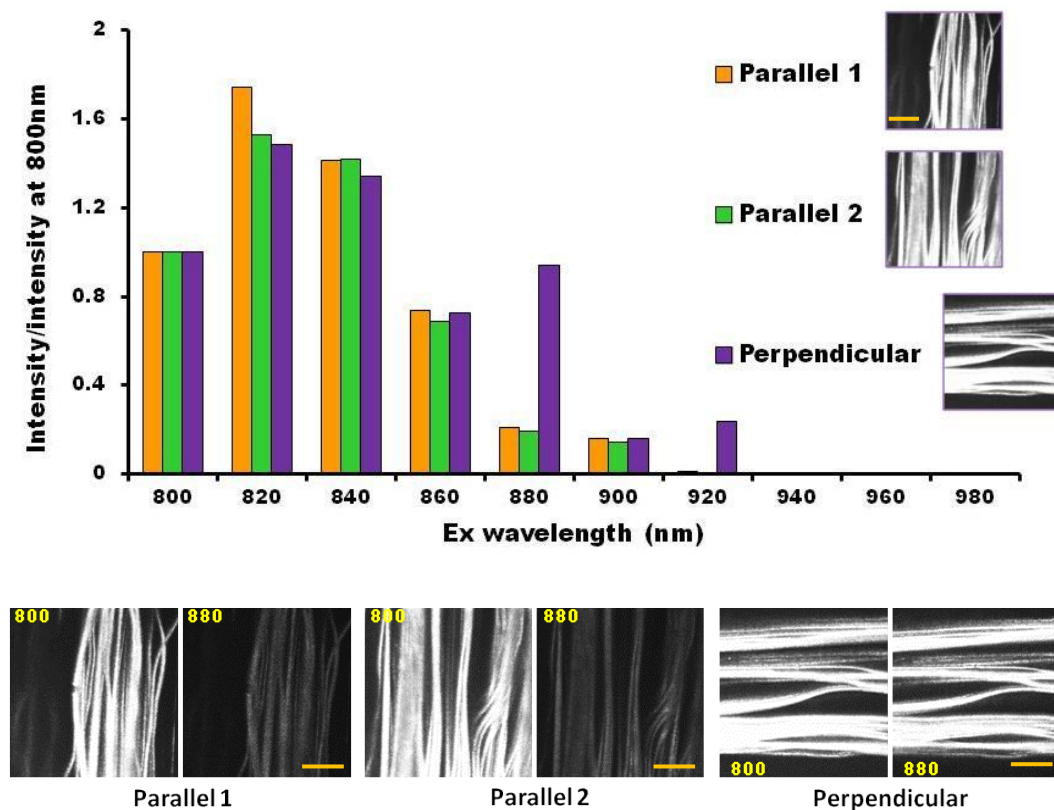 Intensity/intensity at 800nm
2
1.6
1.2
0.8
0.4
0
800 820 840 860 880 900 920 940 960 980
Ex wavelength (nm)
Parallel 1
Parallel 2
Perpendicular
800 880 800 880 800 880
Parallel 1 Parallel 2 Perpendicular